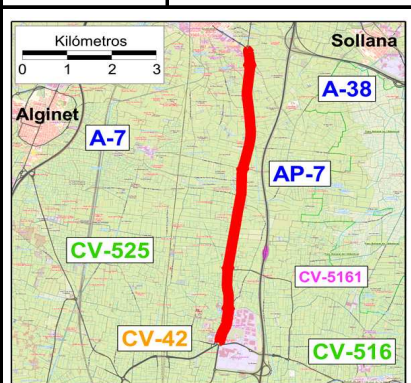 Kilómetros
0 1 2 3
Sollana
A-38
Alginet
A-7
AP-7
CV-525
CV-5161
CV-42
CV-516